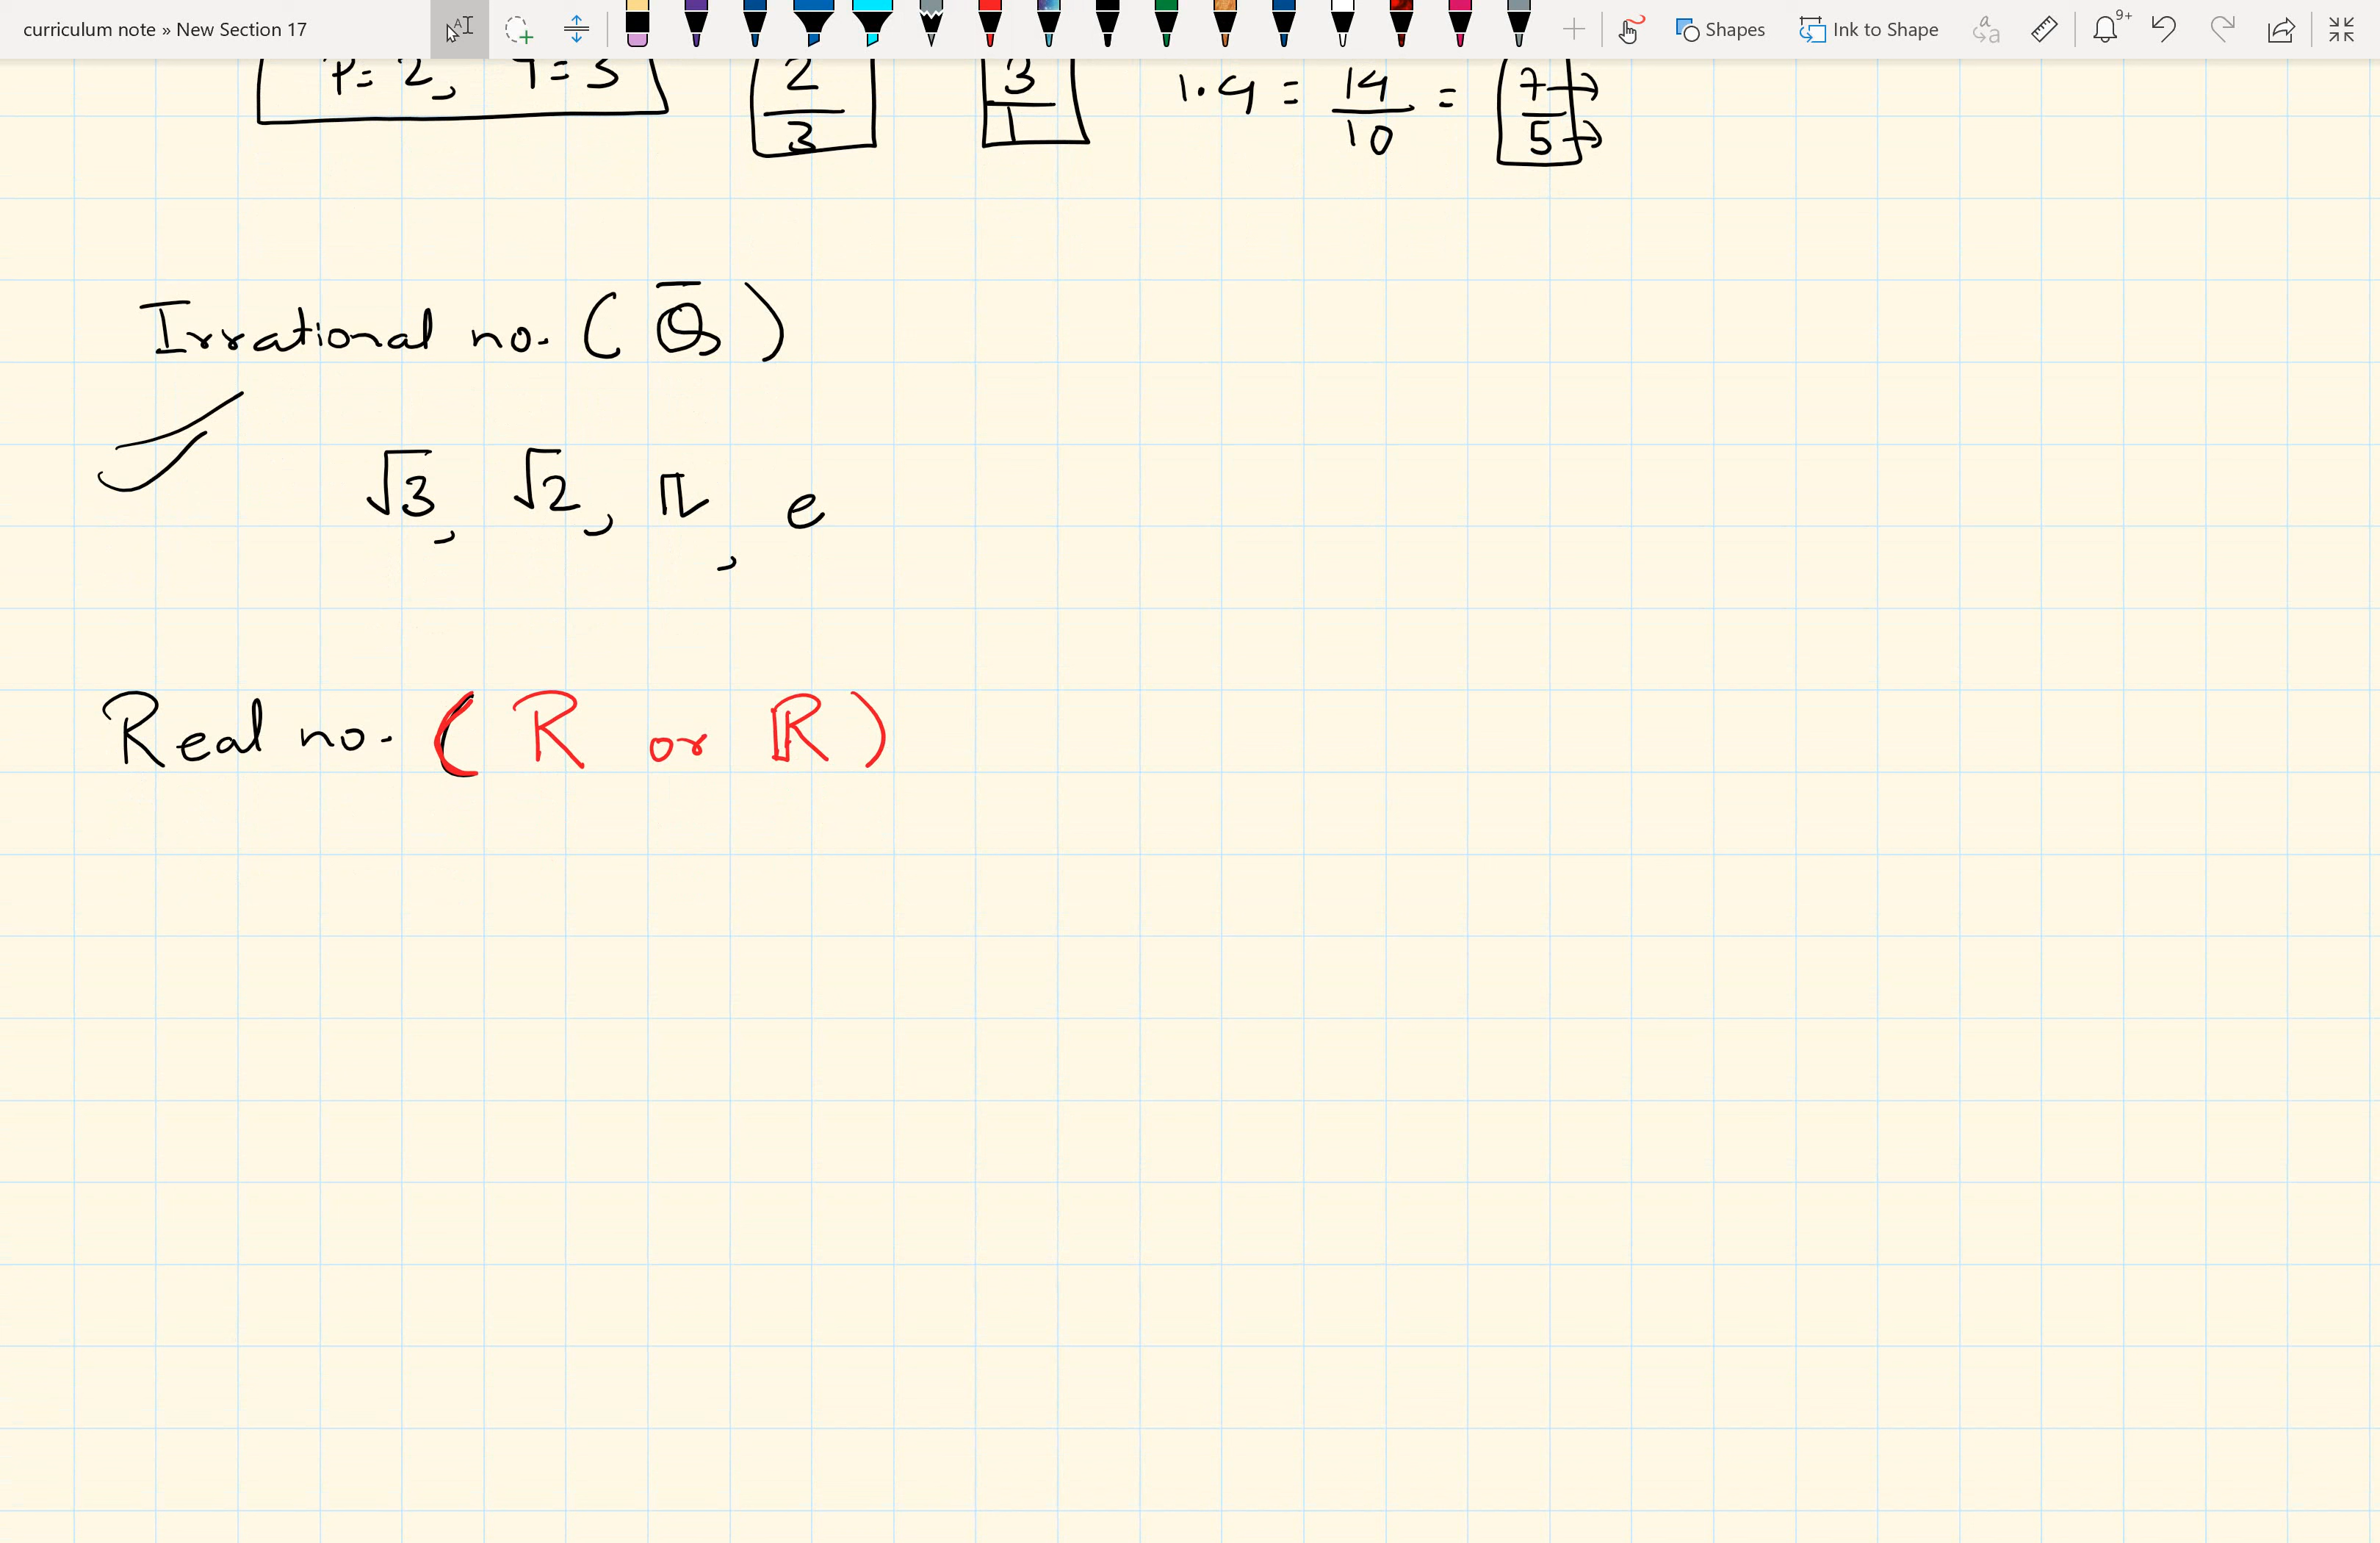 curriculum note » New Section 17
Shapes Ink to Shape 9+
P = 2, q = 3 2/3 3/1 1.4 = 14/10 = 7/5
Irrational no. (Q̅)
√3, √2, π, e
Real no. (R or ℝ)